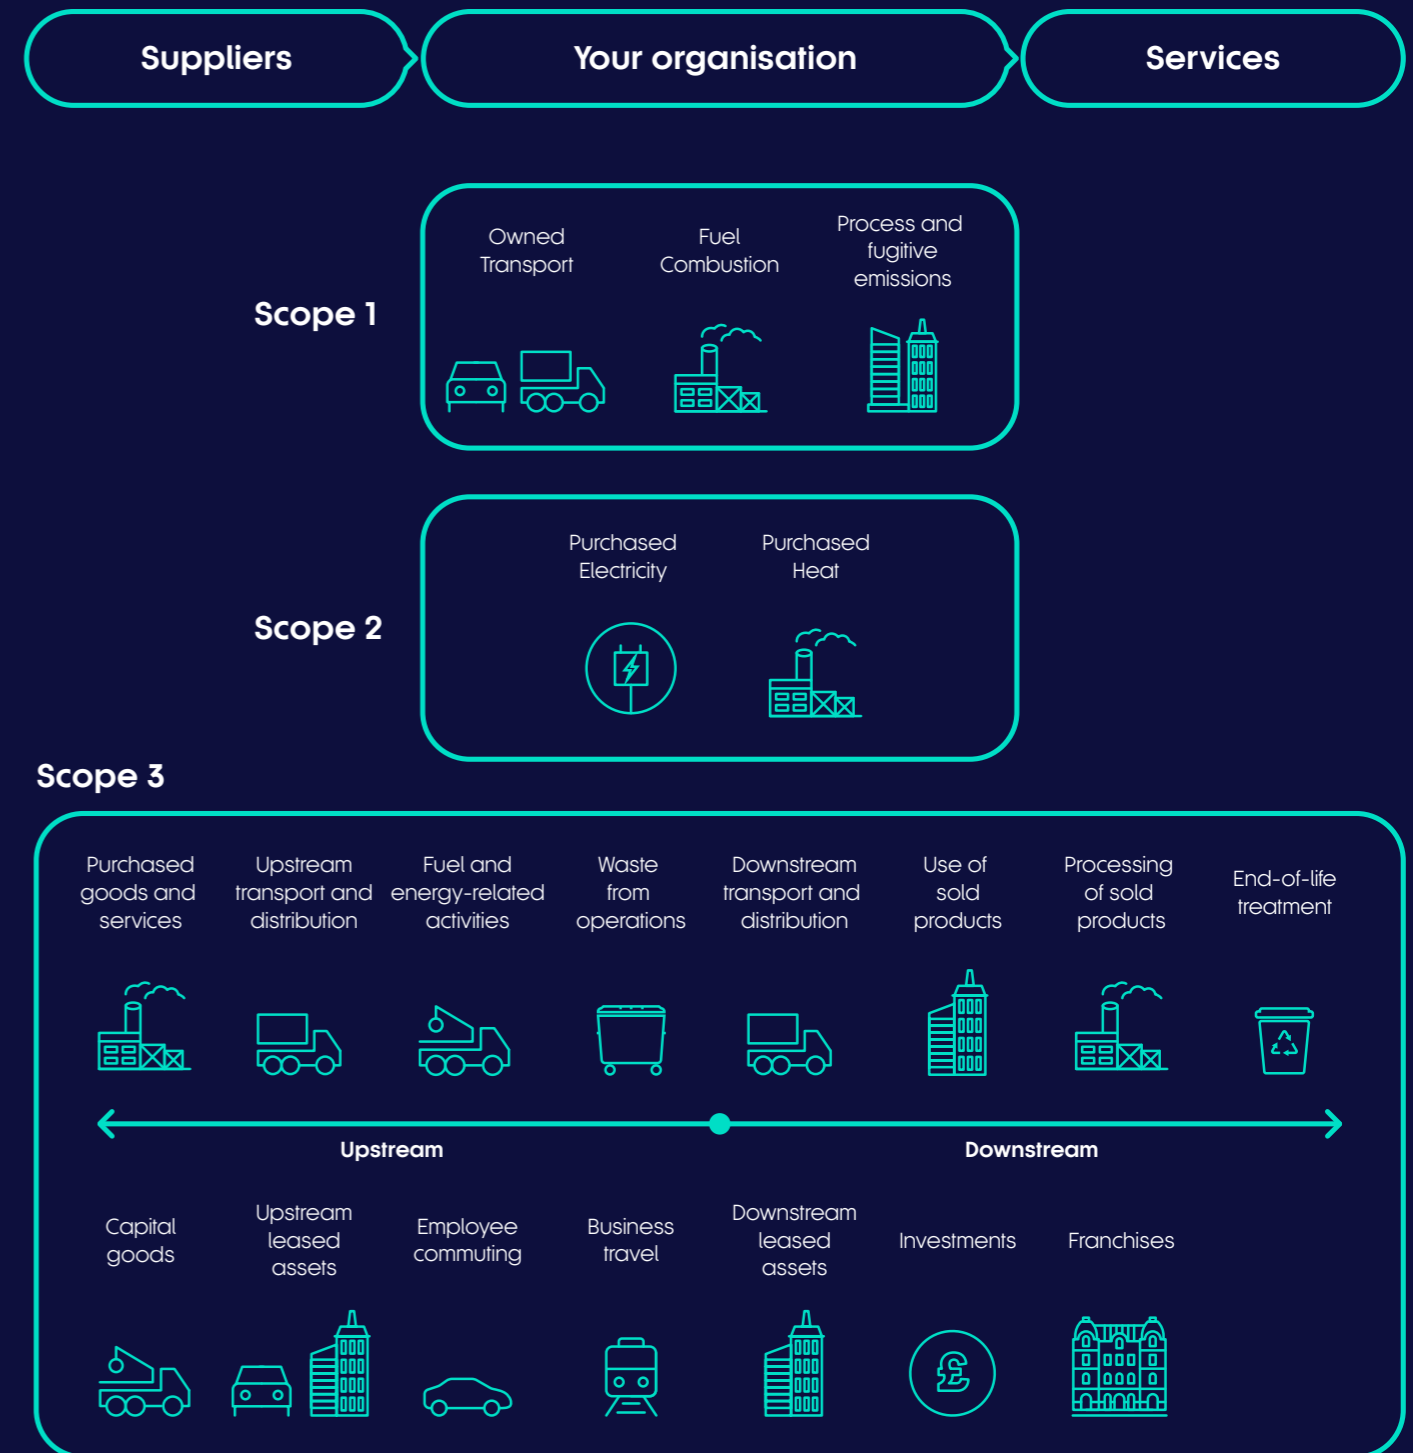 Suppliers
Your organisation
Services
Scope 1
Owned
Transport
Fuel
Combustion
Process and
fugitive
emissions
Scope 2
Purchased
Electricity
Purchased
Heat
Scope 3
Purchased
goods and
services
Upstream
transport and
distribution
Fuel and
energy-related
activities
Waste
from
operations
Downstream
transport and
distribution
Use of
sold
products
Processing
of sold
products
End-of-life
treatment
Upstream
Downstream
Capital
goods
Upstream
leased
assets
Employee
commuting
Business
travel
Downstream
leased
assets
Investments
£
Franchises